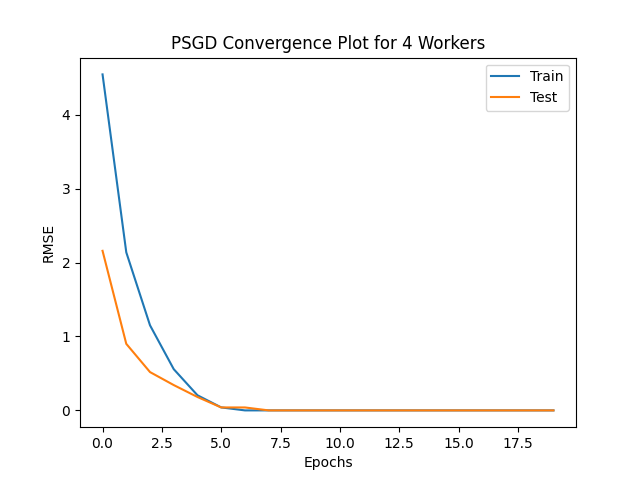 PSGD Convergence Plot for 4 Workers
Train
Test
4
3
2
1
0
RMSE
0.0 2.5 5.0 7.5 10.0 12.5 15.0 17.5
Epochs